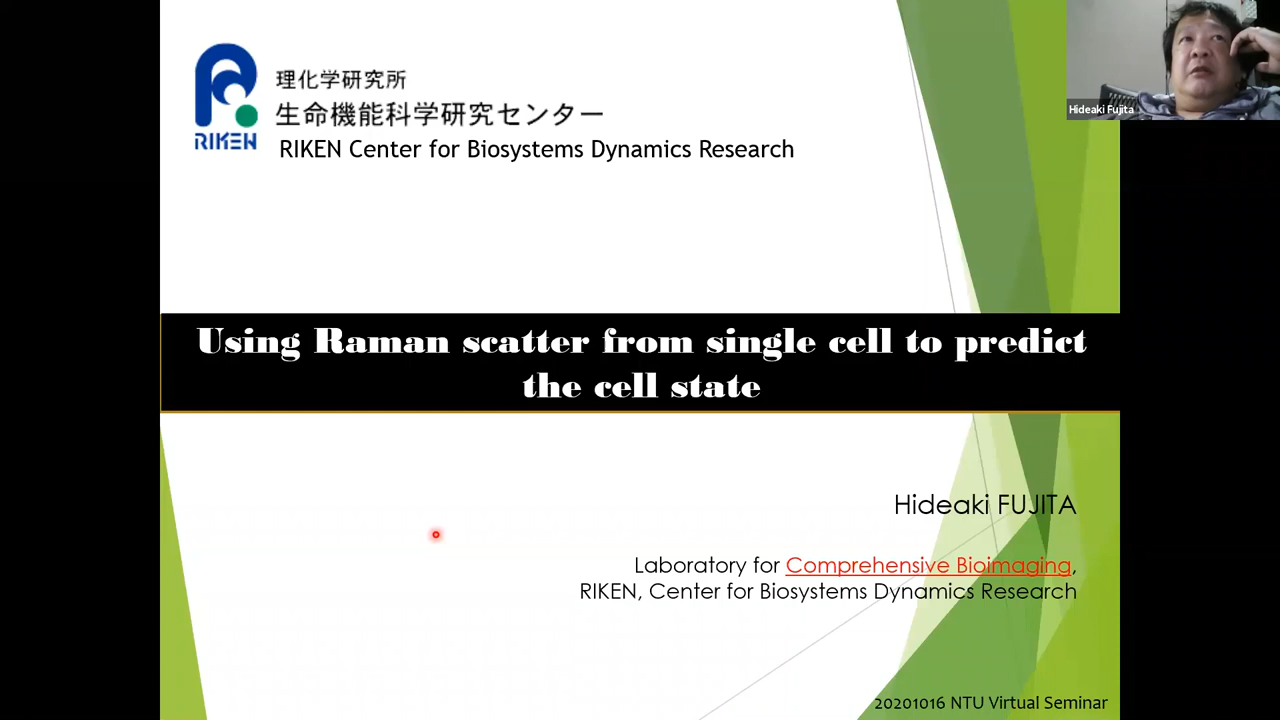 理化学研究所
生命機能科学研究センター
RIKEN
RIKEN Center for Biosystems Dynamics Research
Hideaki Fujita
Using Raman scatter from single cell to predict
the cell state
Hideaki FUJITA
Laboratory for Comprehensive Bioimaging,
RIKEN, Center for Biosystems Dynamics Research
20201016 NTU Virtual Seminar